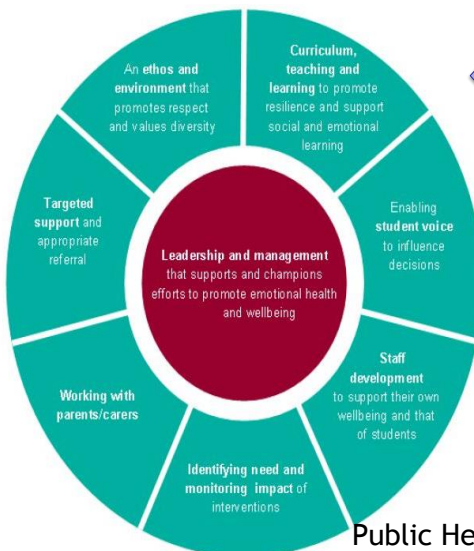 An ethos and
environment that
promotes respect
and values diversity
Curriculum,
teaching and
learning to promote
resilience and support
social and emotional
learning
Enabling
student voice
to influence
decisions
Staff
development
to support their own
wellbeing and that
of students
Identifying need and
monitoring impact of
interventions
Working with
parents/carers
Targeted
support and
appropriate
referral
Leadership and management
that supports and champions
efforts to promote emotional health
and wellbeing
Public He